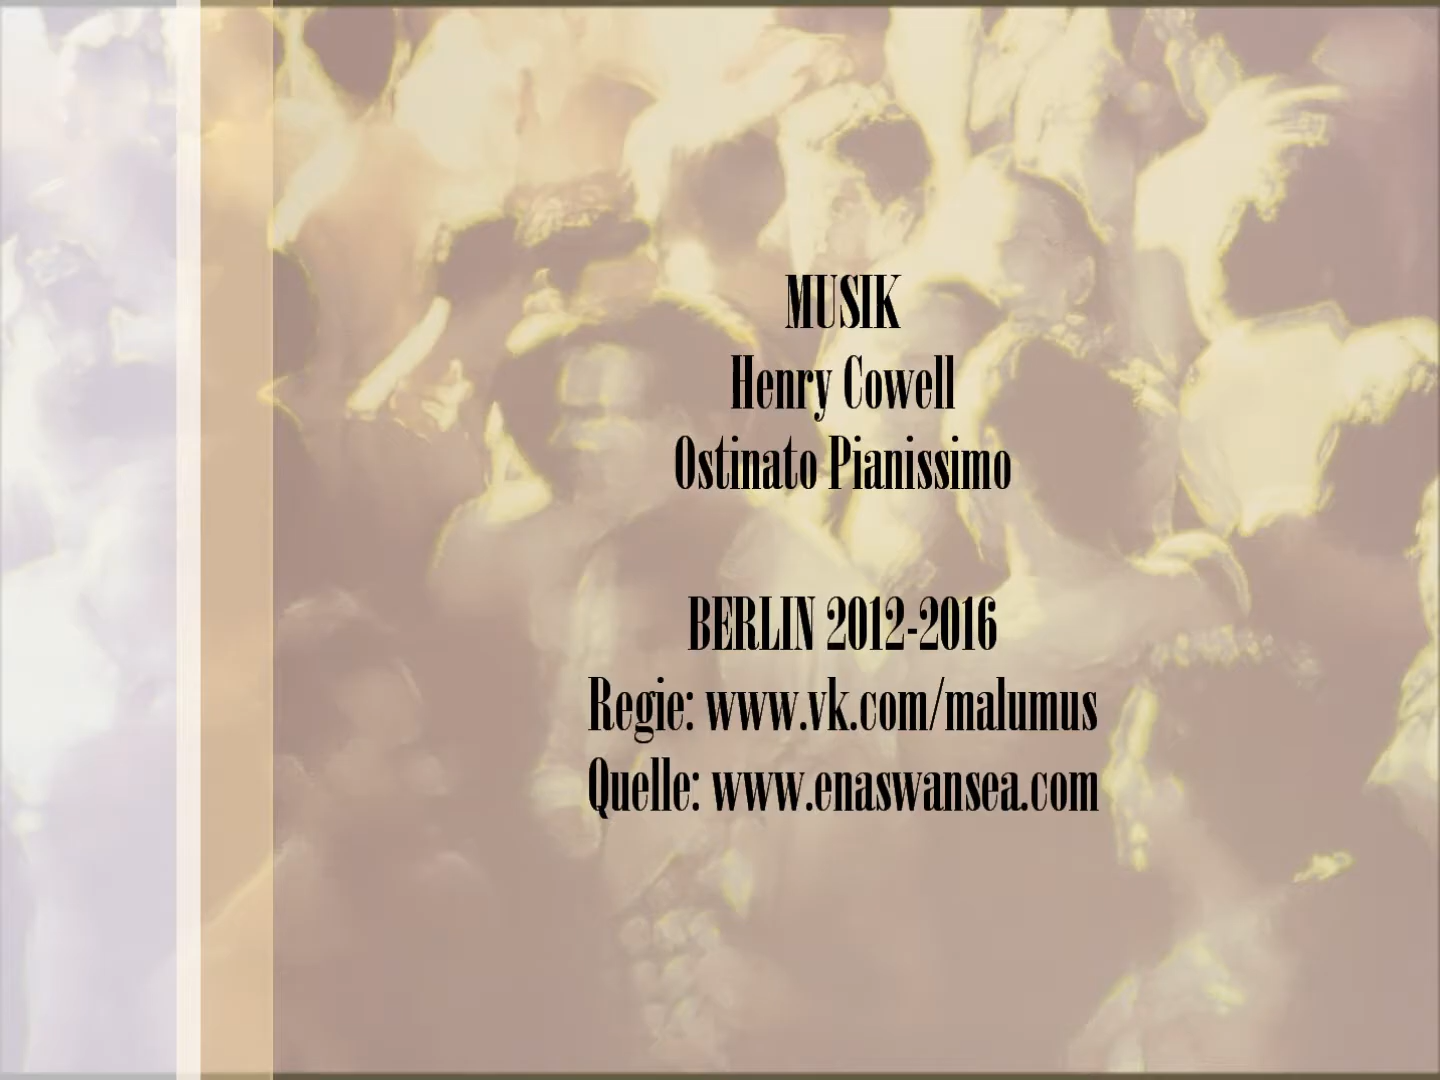 MUSIK
Henry Cowell
Ostinato Pianissimo
BERLIN 2012-2016
Regie: www.vk.com/malumus
Quelle: www.enaswansea.com